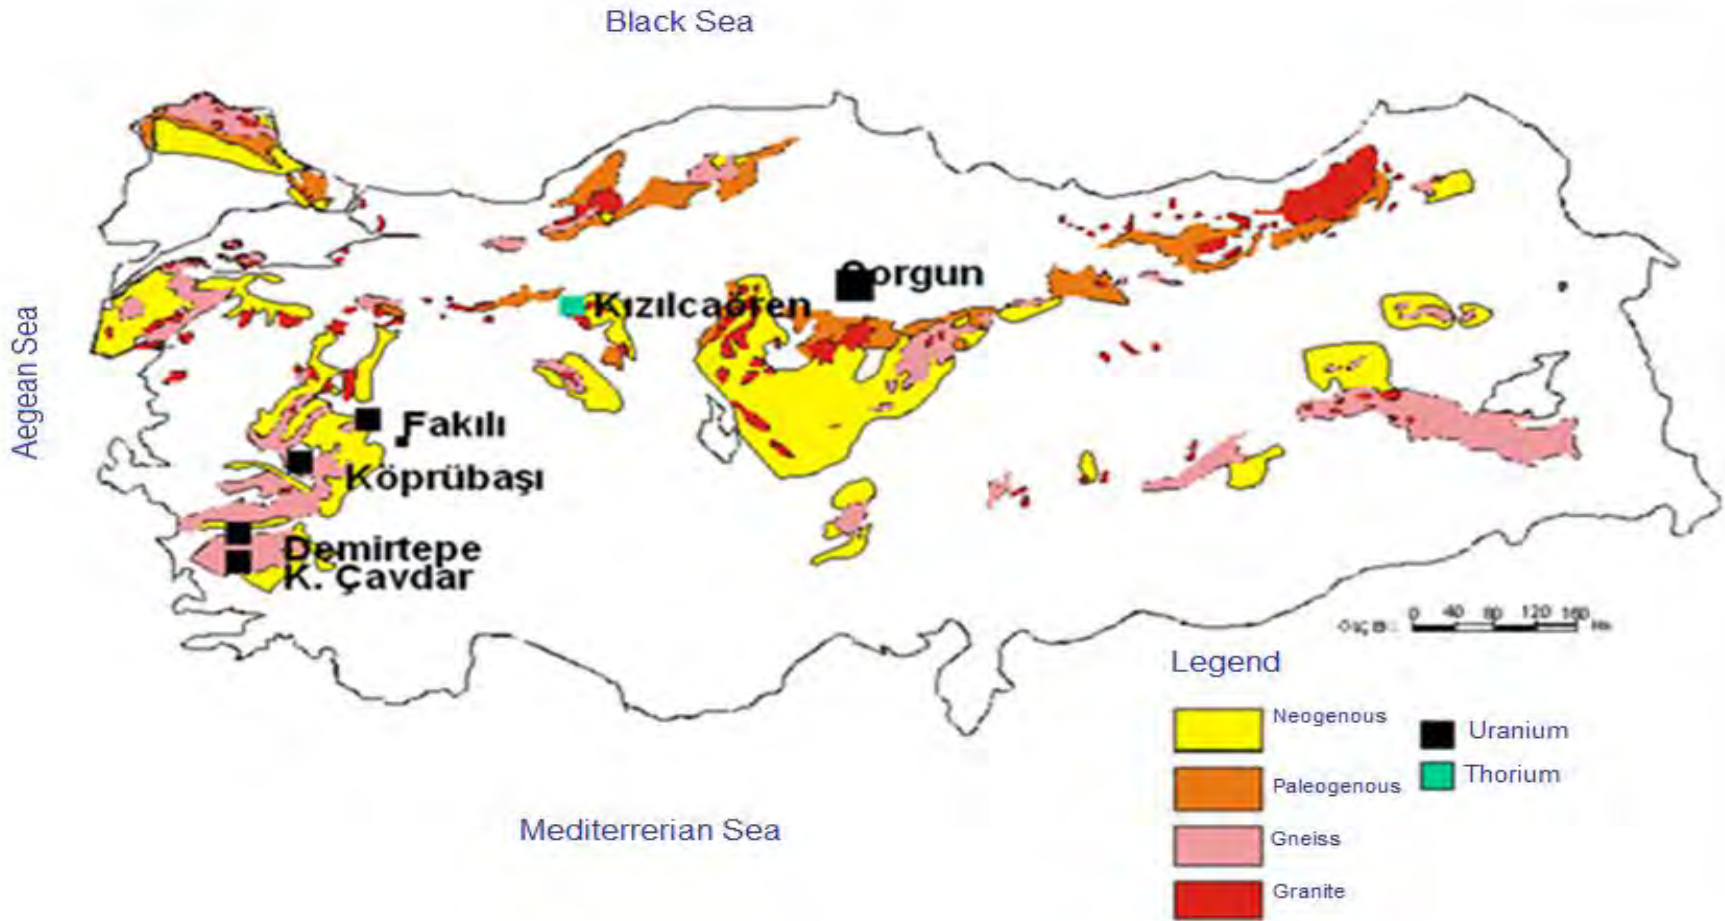 Black Sea
Aegean Sea
Sorgun
Kızılcaören
Fakılı
Köprübaşı
Demirtepe
K. Çavdar
0 40 80 120 160
Legend
Neogenous
Uranium
Paleogenous
Thorium
Gneiss
Granite
Mediterrerian Sea